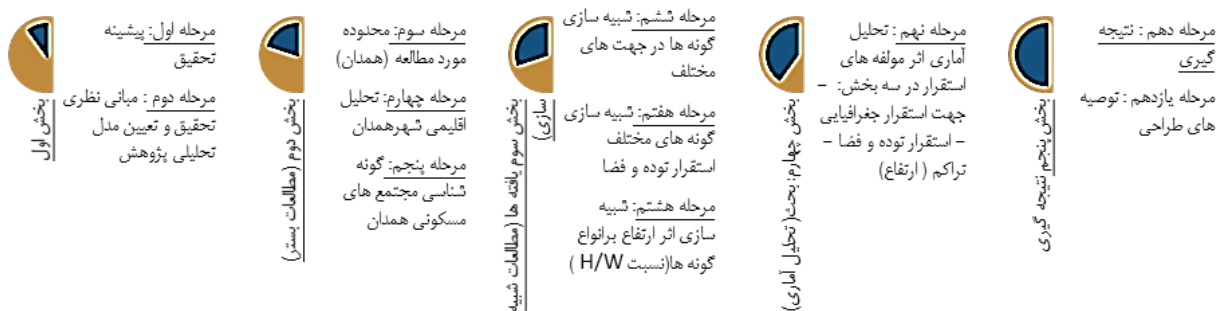 بخش اول
مرحله اول: پیشینه
تحقیق
مرحله دوم : مبانی نظری
تحقیق و تعیین مدل
تحلیلی پژوهش
بخش دوم (مطالعات بستر)
مرحله سوم: محدوده
مورد مطالعه (همدان)
مرحله چهارم: تحلیل
اقلیمی شهرهمدان
مرحله پنجم: گونه
شناسی مجتمع های
مسکونی همدان
بخش سوم یافته ها (مطالعات شبیه
سازی)
مرحله ششم: شبیه سازی
گونه ها در جهت های
مختلف
مرحله هفتم: شبیه سازی
گونه های مختلف
استقرار توده و فضا
مرحله هشتم: شبیه
سازی اثر ارتفاع برانواع
گونه ها(نسبت H/W )
بخش چهارم: بحث( تحلیل آماری)
مرحله نهم : تحلیل
آماری اثر مولفه های
استقرار در سه بخش: -
جهت استقرار جغرافیایی
- استقرار توده و فضا -
تراکم ( ارتفاع)
بخش پنجم نتیجه گیری
مرحله دهم : نتیجه
گیری
مرحله یازدهم : توصیه
های طراحی